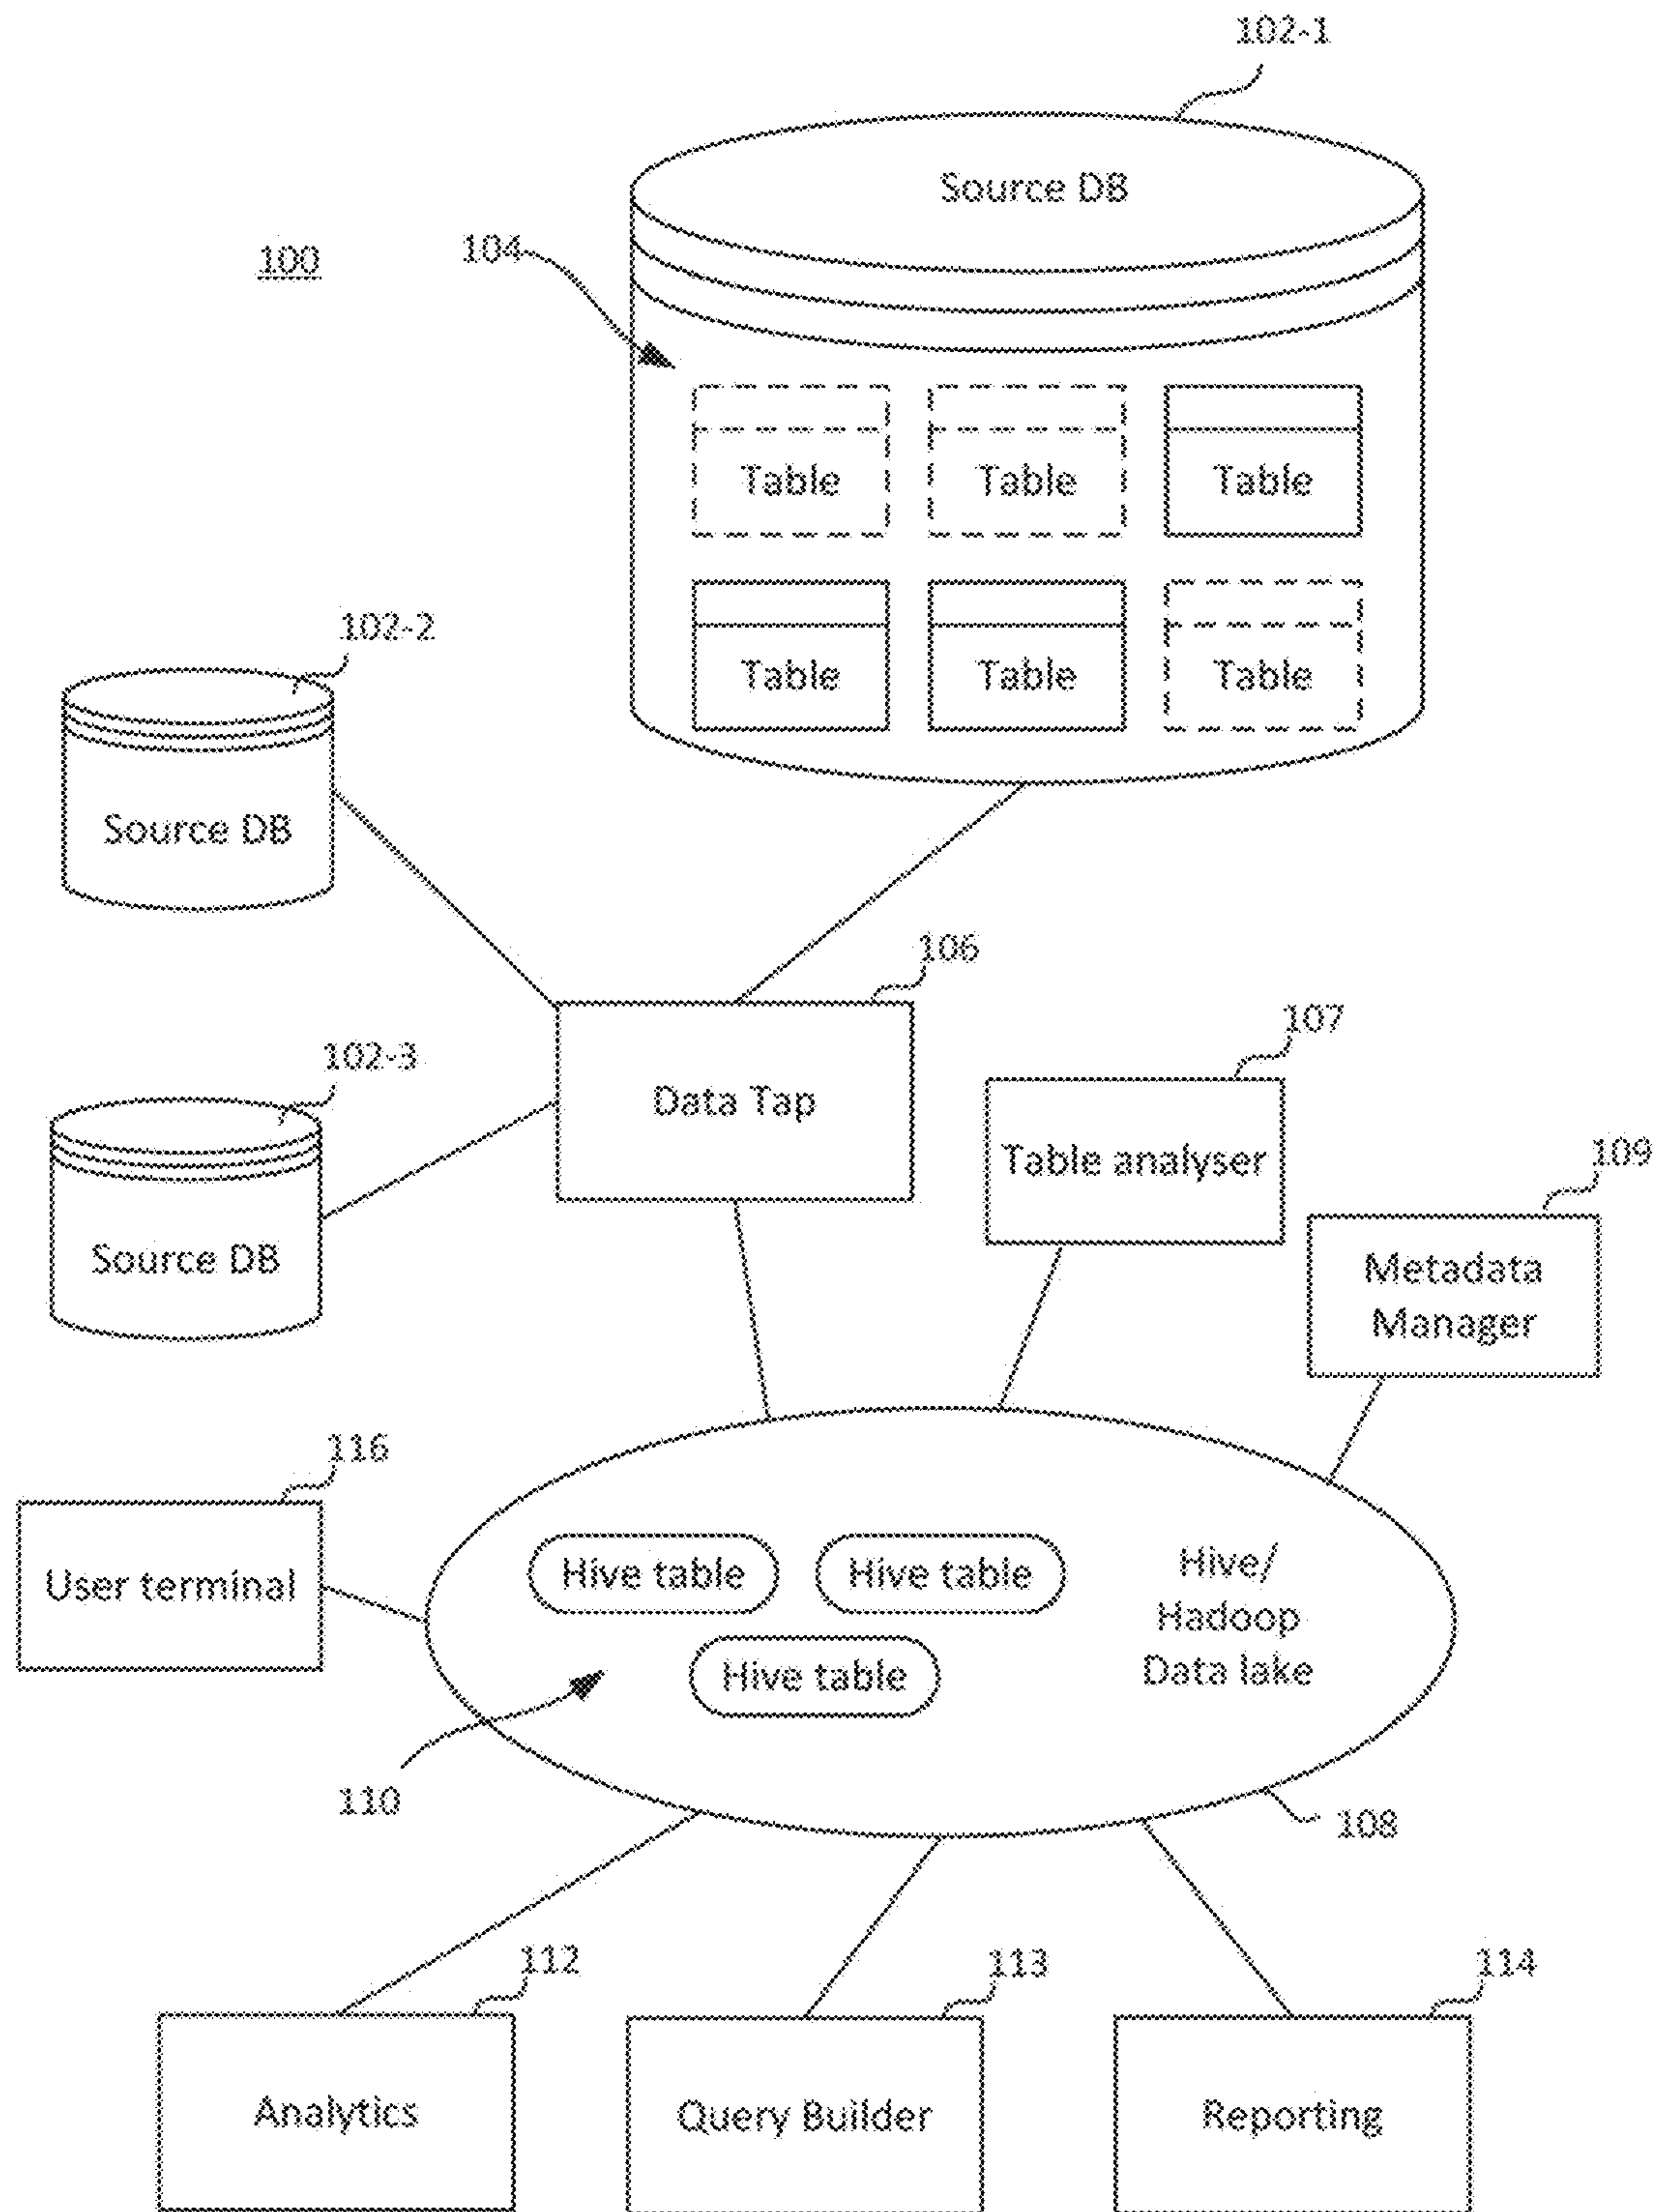 102-1
Source DB
100
104
Table Table Table
102-2
Table Table Table
Source DB
106
107
102-3
Data Tap
Table analyser
109
Source DB
Metadata
Manager
116
User terminal
Hive table Hive table
Hive/
Hadoop
Data lake
Hive table
110
108
112
113
114
Analytics
Query Builder
Reporting